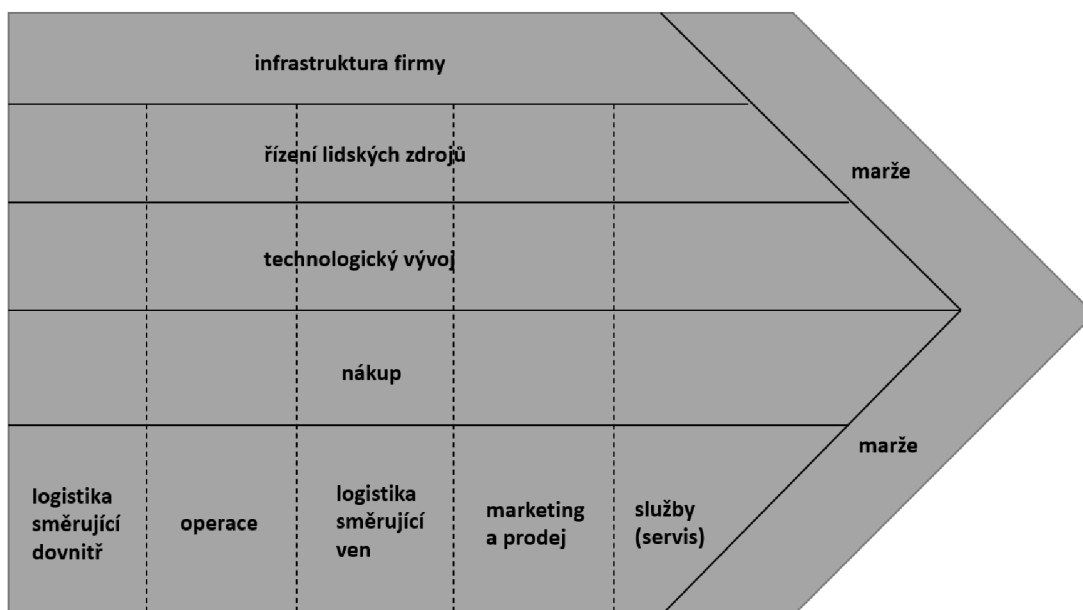 infrastruktura firmy
řízení lidských zdrojů
marže
technologický vývoj
nákup
marže
logistika
směrující
dovnitř
operace
logistika
směrující
ven
marketing
a prodej
služby
(servis)